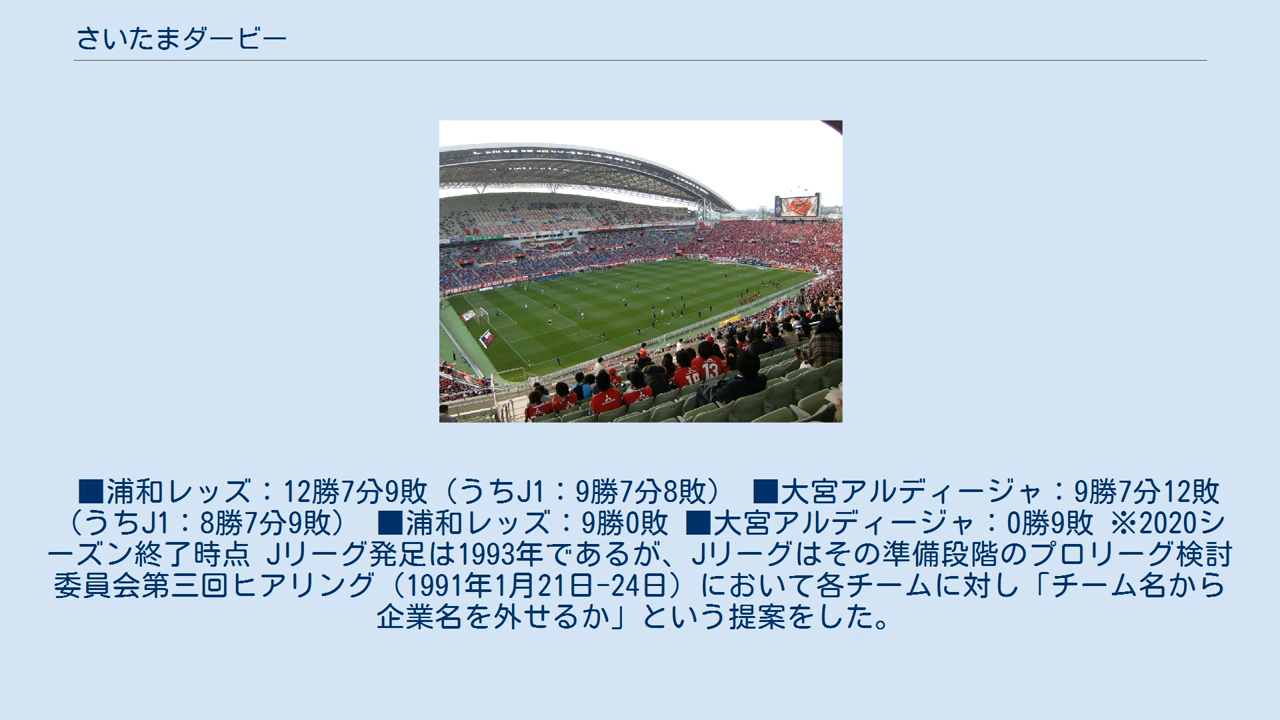 さいたまダービー
13
■浦和レッズ：12勝7分9敗（うちJ1：9勝7分8敗） ■大宮アルディージャ：9勝7分12敗
（うちJ1：8勝7分9敗） ■浦和レッズ：9勝0敗 ■大宮アルディージャ：0勝9敗 ※2020シ
ーズン終了時点 Jリーグ発足は1993年であるが、Jリーグはその準備段階のプロリーグ検討
委員会第三回ヒアリング（1991年1月21日-24日）において各チームに対し「チーム名から
企業名を外せるか」という提案をした。